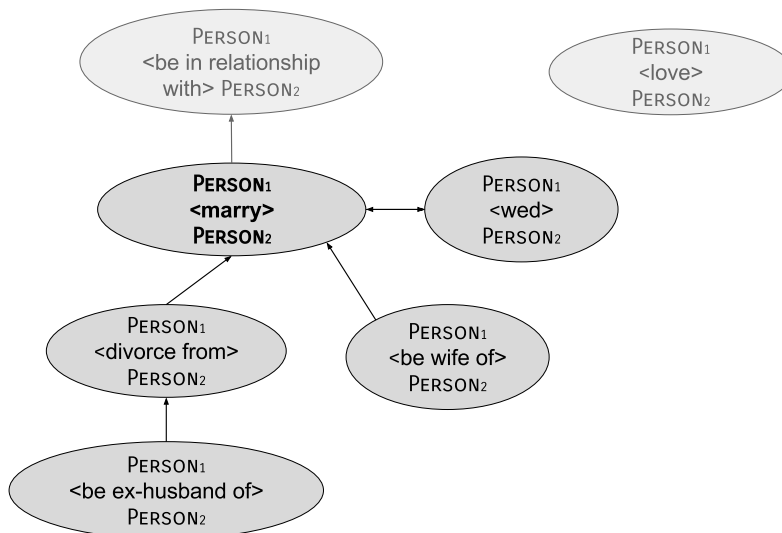 PERSON1
<be in relationship
with> PERSON2
PERSON1
<love>
PERSON2
PERSON1
<marry>
PERSON2
PERSON1
<wed>
PERSON2
PERSON1
<divorce from>
PERSON2
PERSON1
<be wife of>
PERSON2
PERSON1
<be ex-husband of>
PERSON2